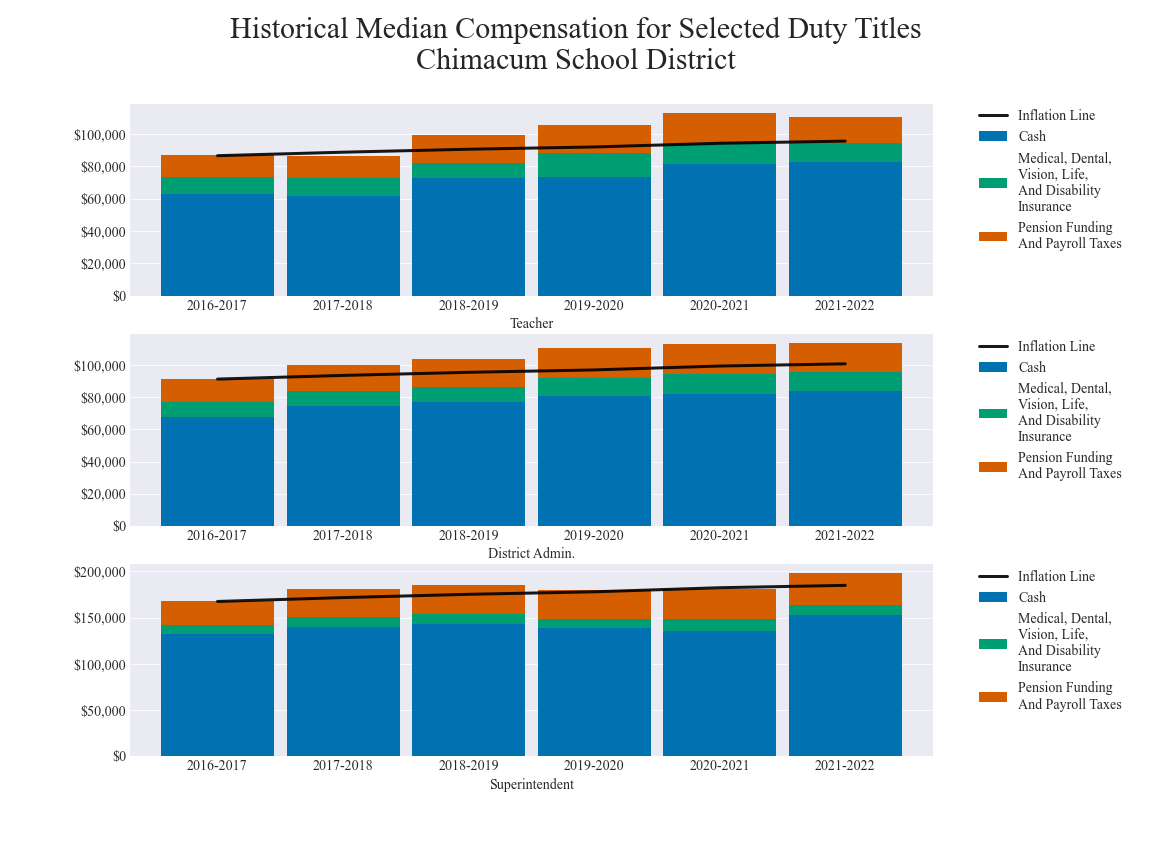 Historical Median Compensation for Selected Duty Titles
Chimacum School District
$100,000
$80,000
$60,000
$40,000
$20,000
$0
2016-2017 2017-2018 2018-2019 2019-2020 2020-2021 2021-2022
Teacher
Inflation Line
Cash
Medical, Dental,
Vision, Life,
And Disability
Insurance
Pension Funding
And Payroll Taxes
$100,000
$80,000
$60,000
$40,000
$20,000
$0
2016-2017 2017-2018 2018-2019 2019-2020 2020-2021 2021-2022
District Admin.
Inflation Line
Cash
Medical, Dental,
Vision, Life,
And Disability
Insurance
Pension Funding
And Payroll Taxes
$200,000
$150,000
$100,000
$50,000
$0
2016-2017 2017-2018 2018-2019 2019-2020 2020-2021 2021-2022
Superintendent
Inflation Line
Cash
Medical, Dental,
Vision, Life,
And Disability
Insurance
Pension Funding
And Payroll Taxes